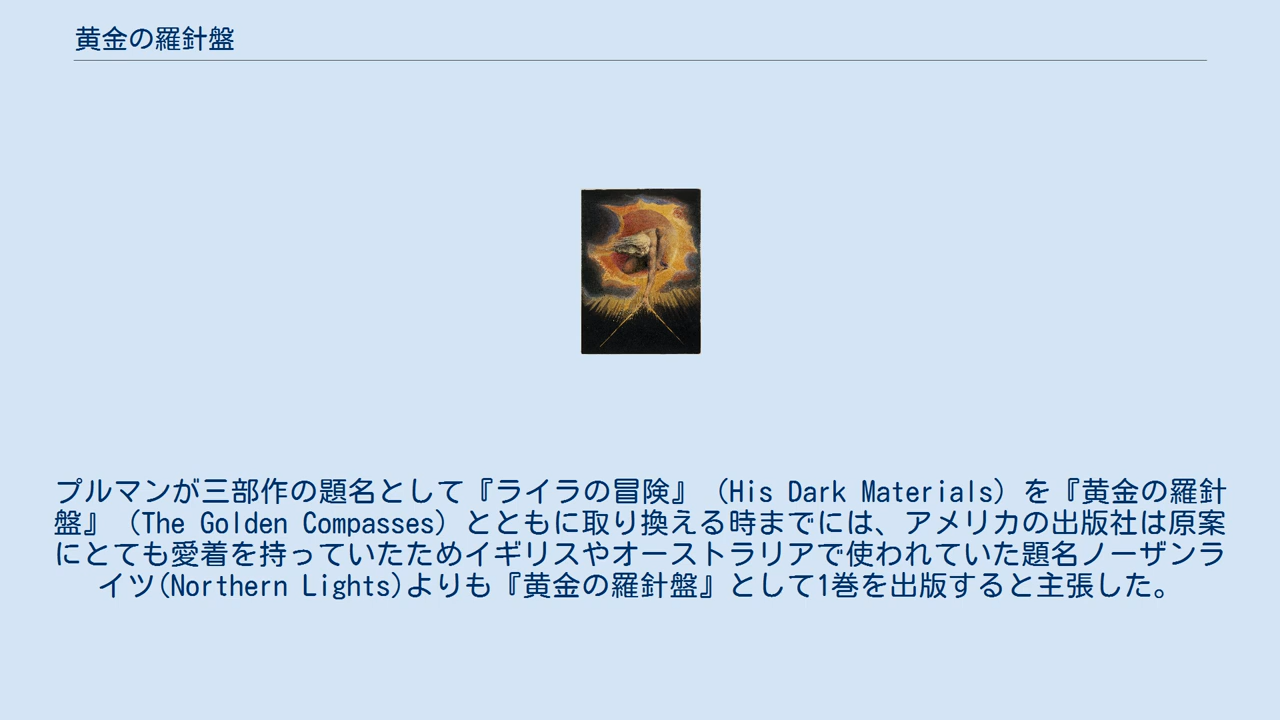 黄金の羅針盤
プルマンが三部作の題名として『ライラの冒険』（His Dark Materials）を『黄金の羅針
盤』（The Golden Compasses）とともに取り換える時までには、アメリカの出版社は原案
にとても愛着を持っていたためイギリスやオーストラリアで使われていた題名ノーザンラ
イツ(Northern Lights)よりも『黄金の羅針盤』として1巻を出版すると主張した。